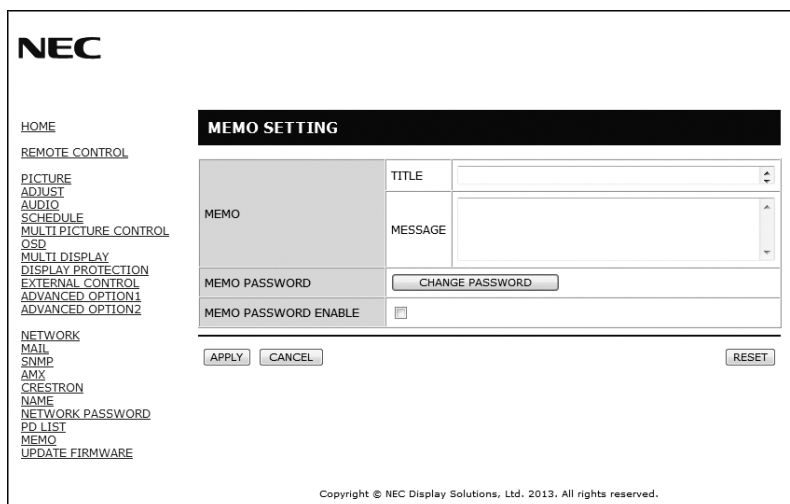 NEC
HOME
REMOTE CONTROL
PICTURE
ADJUST
AUDIO
SCHEDULE
MULTI PICTURE CONTROL
OSD
MULTI DISPLAY
DISPLAY PROTECTION
EXTERNAL CONTROL
ADVANCED OPTION1
ADVANCED OPTION2
NETWORK
MAIL
SNMP
AMX
CRESTRON
NAME
NETWORK PASSWORD
PD LIST
MEMO
UPDATE FIRMWARE
MEMO SETTING
MEMO
TITLE
MESSAGE
MEMO PASSWORD
CHANGE PASSWORD
MEMO PASSWORD ENABLE
APPLY CANCEL RESET
Copyright © NEC Display Solutions, Ltd. 2013. All rights reserved.